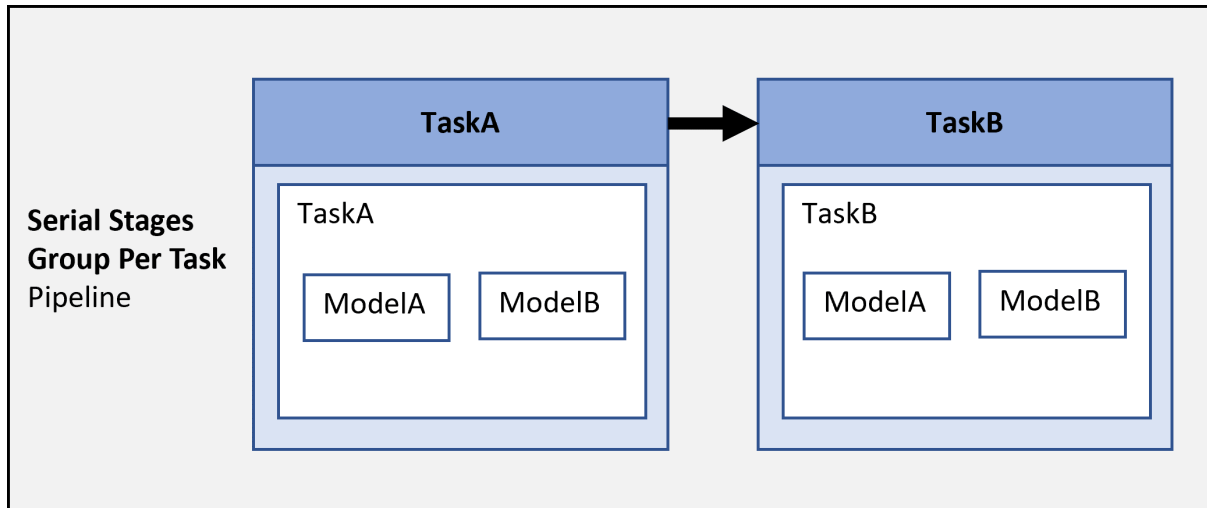 Serial Stages
Group Per Task
Pipeline
TaskA
TaskA
ModelA
ModelB
TaskB
TaskB
ModelA
ModelB